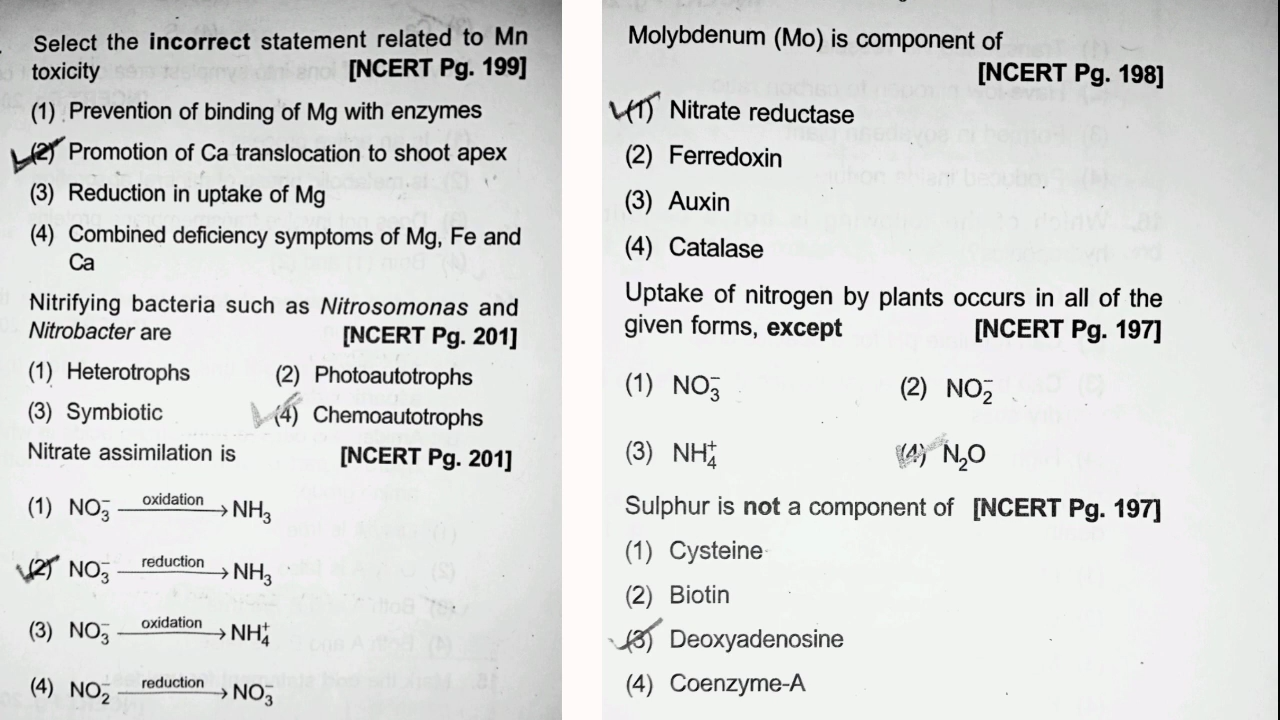 Select the incorrect statement related to Mn
toxicity [NCERT Pg. 199]
(1) Prevention of binding of Mg with enzymes
(2) Promotion of Ca translocation to shoot apex
(3) Reduction in uptake of Mg
(4) Combined deficiency symptoms of Mg, Fe and
Ca
Nitrifying bacteria such as Nitrosomonas and
Nitrobacter are [NCERT Pg. 201]
(1) Heterotrophs (2) Photoautotrophs
(3) Symbiotic (4) Chemoautotrophs
Nitrate assimilation is [NCERT Pg. 201]
(1) NO₃⁻ oxidation → NH₃
(2) NO₃⁻ reduction → NH₃
(3) NO₃⁻ oxidation → NH₄⁺
(4) NO₂⁻ reduction → NO₃⁻
Molybdenum (Mo) is component of
[NCERT Pg. 198]
(1) Nitrate reductase
(2) Ferredoxin
(3) Auxin
(4) Catalase
Uptake of nitrogen by plants occurs in all of the
given forms, except [NCERT Pg. 197]
(1) NO₃⁻ (2) NO₂⁻
(3) NH₄⁺ (4) N₂O
Sulphur is not a component of [NCERT Pg. 197]
(1) Cysteine
(2) Biotin
(3) Deoxyadenosine
(4) Coenzyme-A